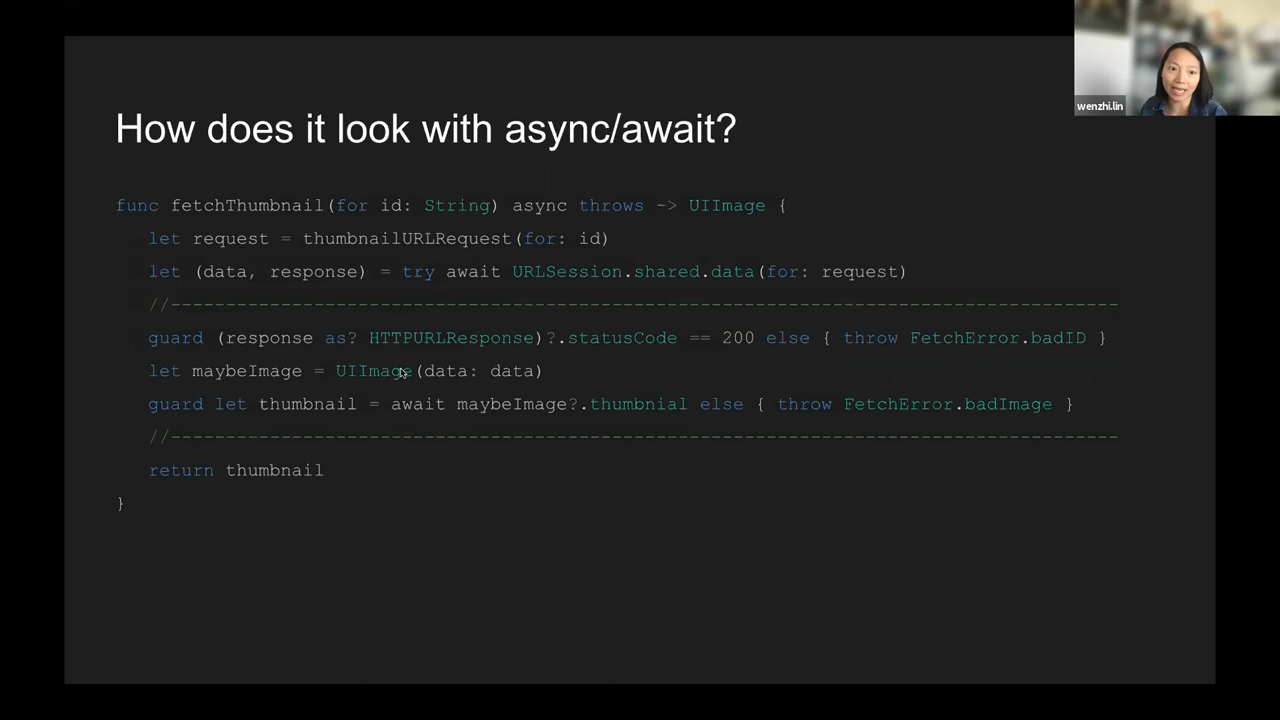 wenzhi.lin
How does it look with async/await?
func fetchThumbnail(for id: String) async throws -> UIImage {
let request = thumbnailURLRequest(for: id)
let (data, response) = try await URLSession.shared.data(for: request)
//--------------------------------------------------------------------------------------
guard (response as? HTTPURLResponse)?.statusCode == 200 else { throw FetchError.badID }
let maybeImage = UIImage(data: data)
guard let thumbnail = await maybeImage?.thumbnial else { throw FetchError.badImage }
//--------------------------------------------------------------------------------------
return thumbnail
}